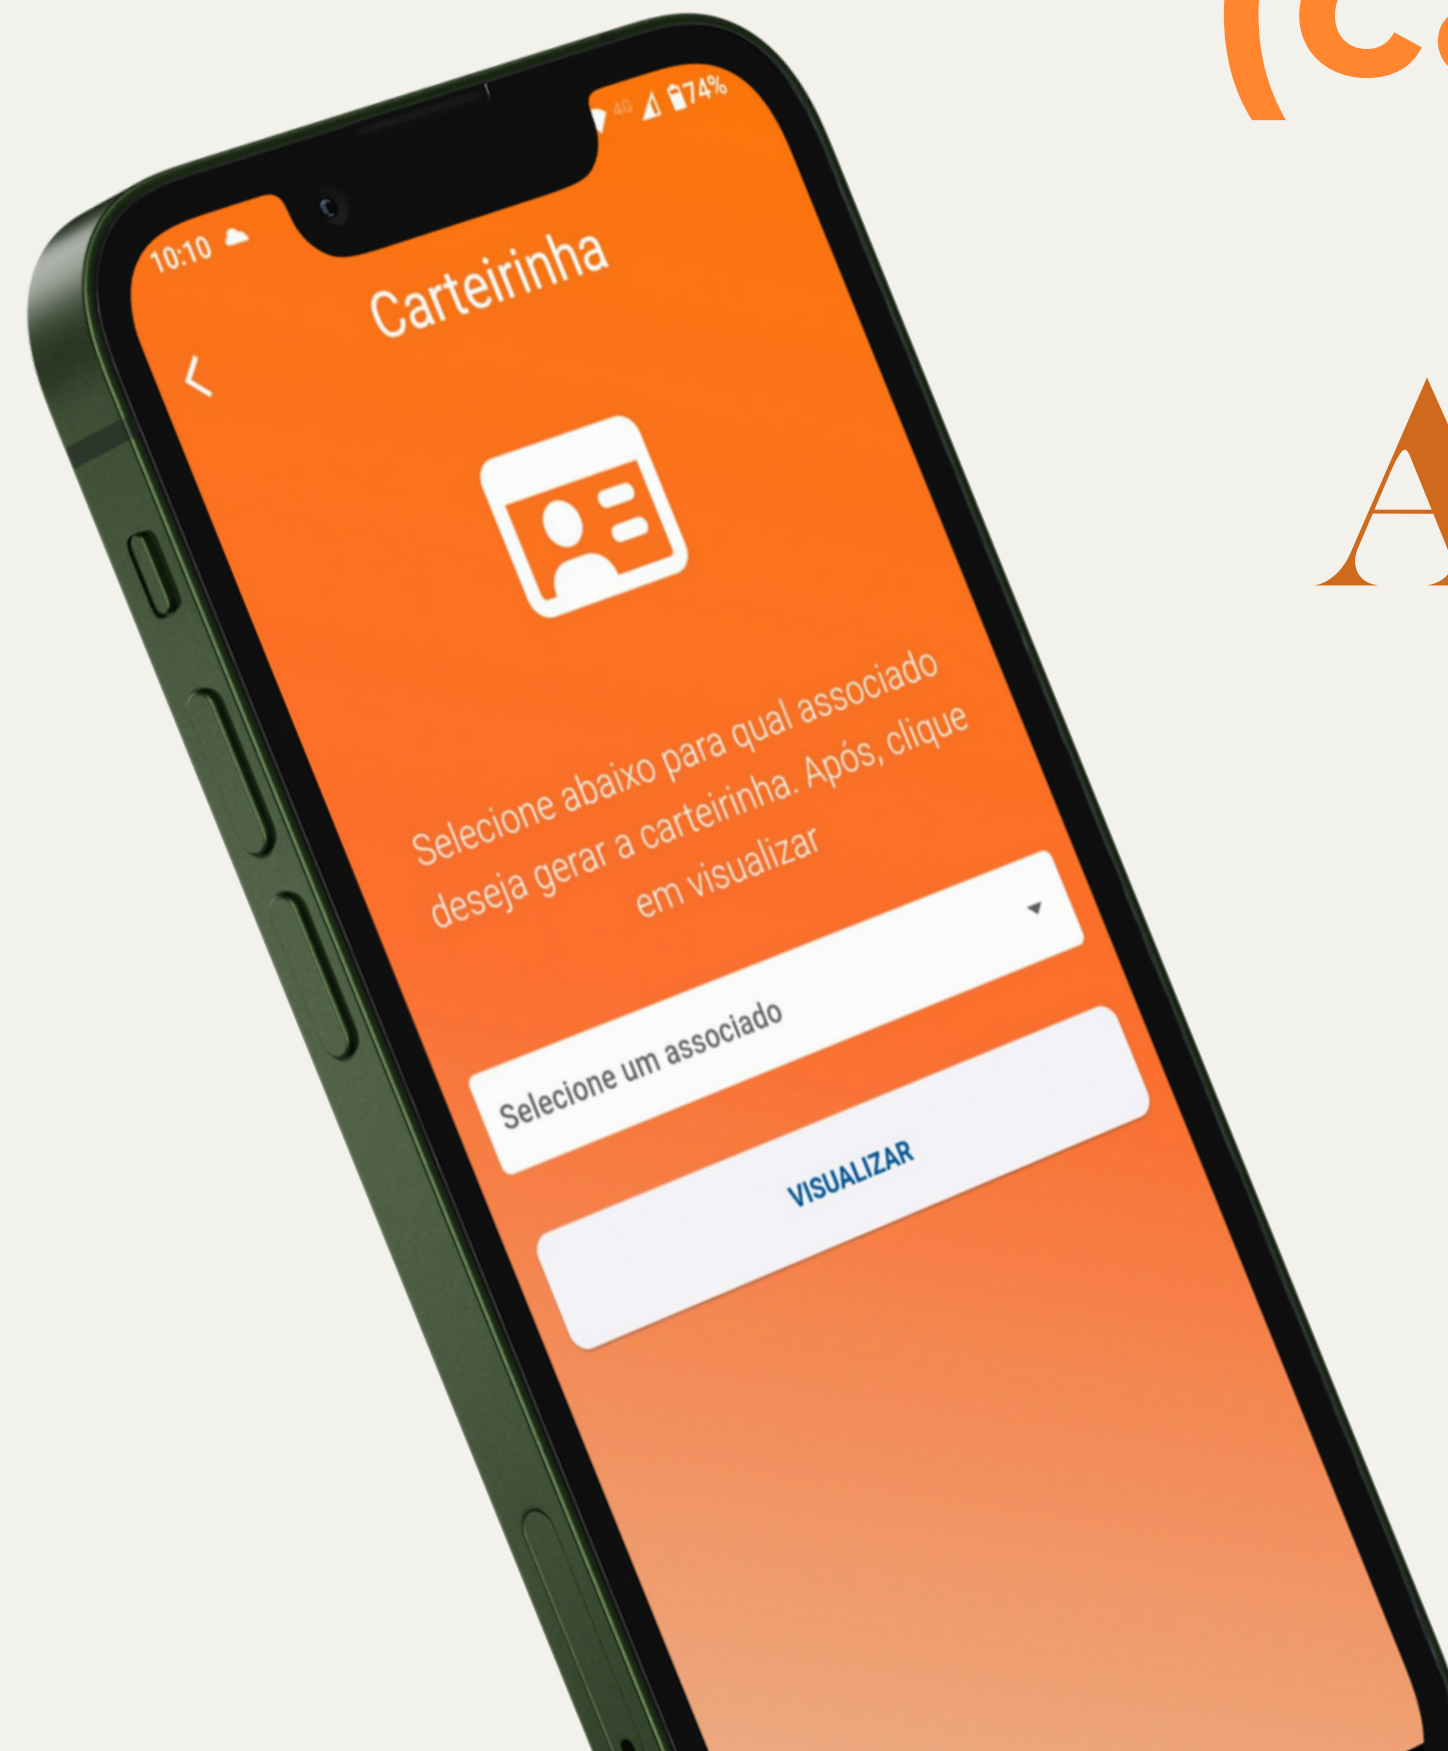 (ca
A
10:10
4G
74%
Carteirinha
Selecione abaixo para qual associado
deseja gerar a carteirinha. Após, clique
em visualizar
Selecione um associado
VISUALIZAR